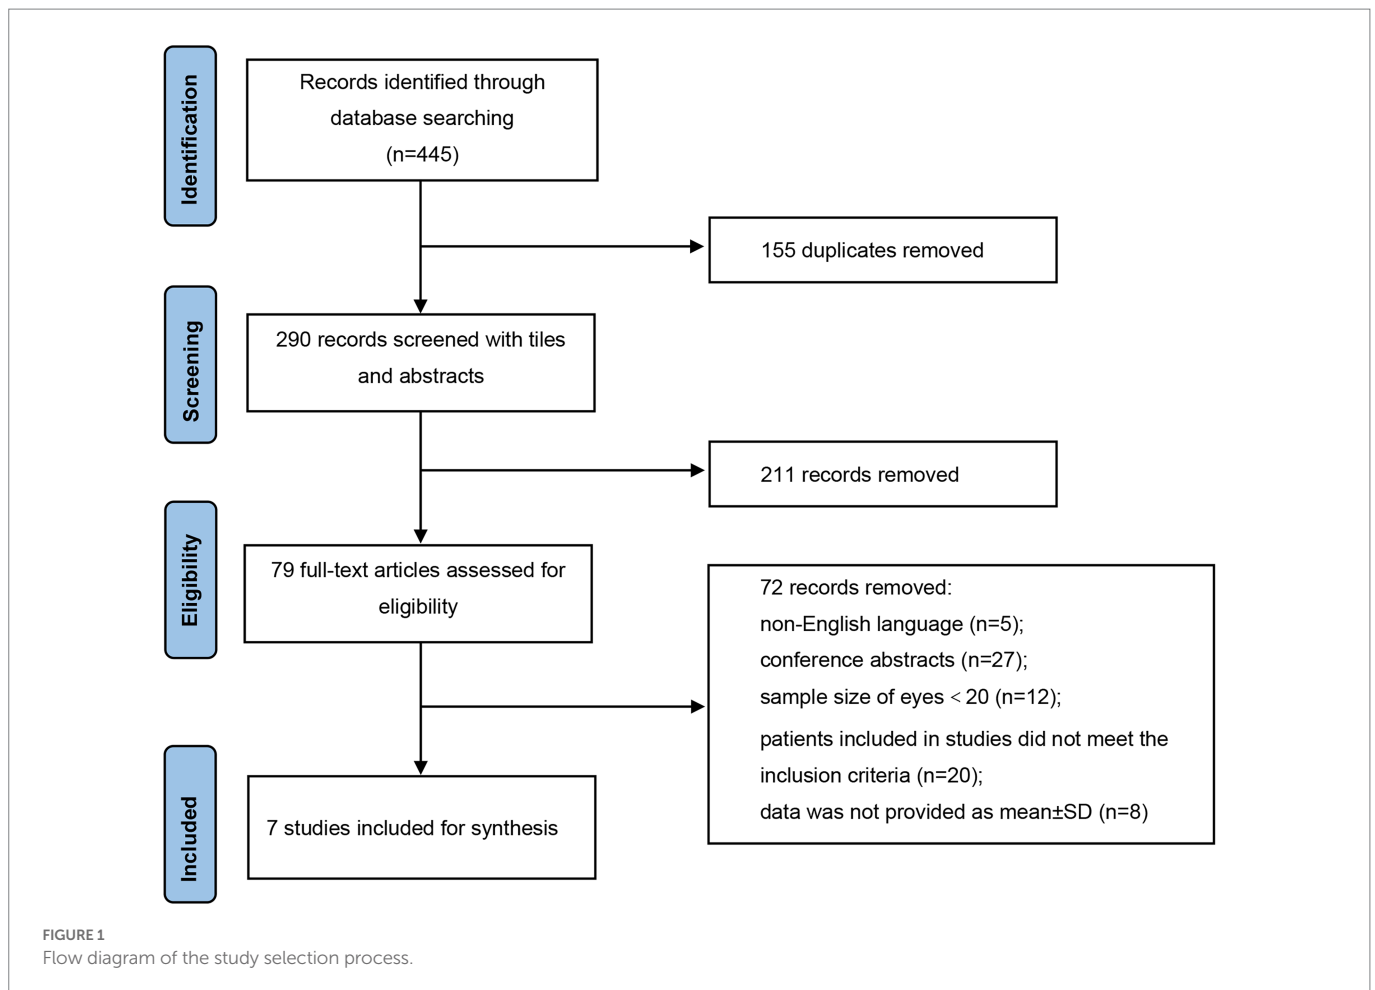 Identification
Records identified through
database searching
(n=445)
155 duplicates removed
Screening
290 records screened with tiles
and abstracts
211 records removed
Eligibility
79 full-text articles assessed for
eligibility
72 records removed:
non-English language (n=5);
conference abstracts (n=27);
sample size of eyes < 20 (n=12);
patients included in studies did not meet the
inclusion criteria (n=20);
data was not provided as mean±SD (n=8)
Included
7 studies included for synthesis
FIGURE 1
Flow diagram of the study selection process.